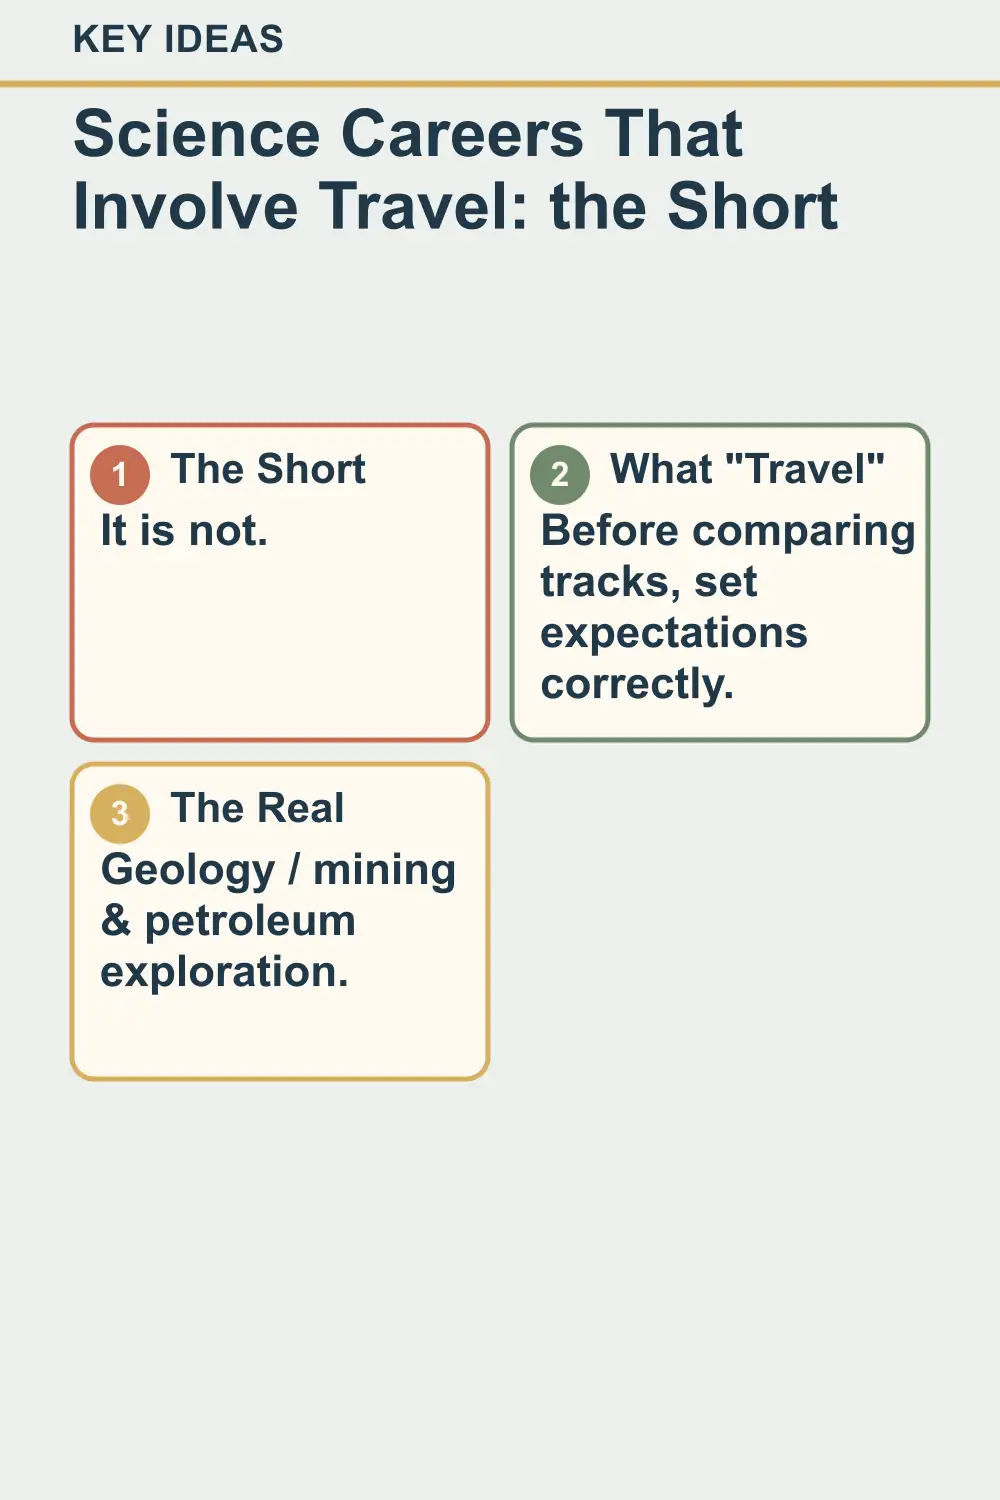 KEY IDEAS
Science Careers That
Involve Travel: the Short
1 The Short
It is not.
2 What "Travel"
Before comparing
tracks, set
expectations
correctly.
3 The Real
Geology / mining
& petroleum
exploration.